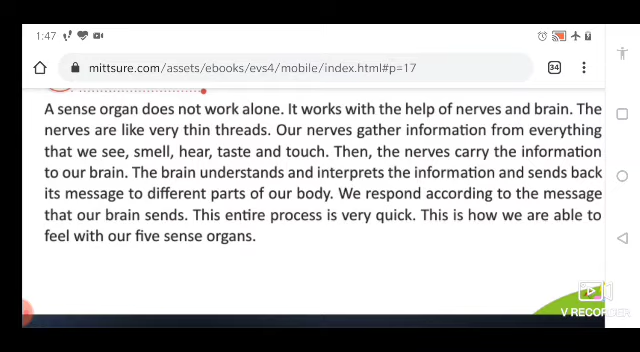 1:47
mittsure.com/assets/ebooks/evs4/mobile/index.html#p=17
34
A sense organ does not work alone. It works with the help of nerves and brain. The
nerves are like very thin threads. Our nerves gather information from everything
that we see, smell, hear, taste and touch. Then, the nerves carry the information
to our brain. The brain understands and interprets the information and sends back
its message to different parts of our body. We respond according to the message
that our brain sends. This entire process is very quick. This is how we are able to
feel with our five sense organs.
V RECORDER